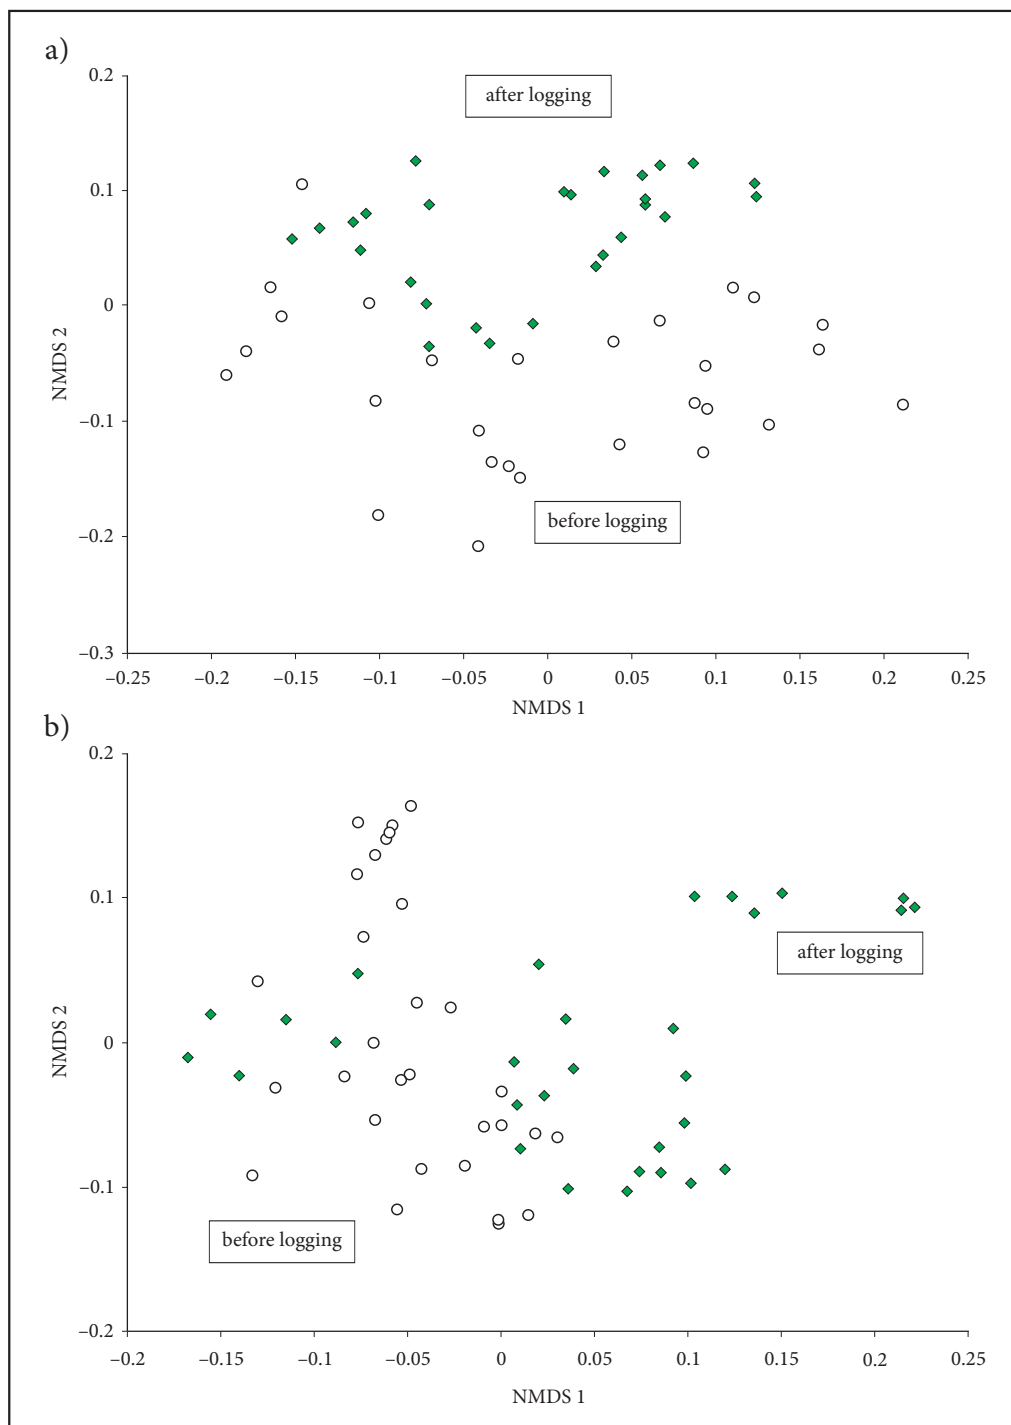 a)
0.2
after logging
0.1
0
NMDS 2
–0.1
before logging
–0.2
–0.3
–0.25 –0.2 –0.15 –0.1 –0.05 0 0.05 0.1 0.15 0.2 0.25
NMDS 1
b)
0.2
0.1
after logging
NMDS 2
0
–0.1
before logging
–0.2
–0.2 –0.15 –0.1 –0.05 0 0.05 0.1 0.15 0.2 0.25
NMDS 1